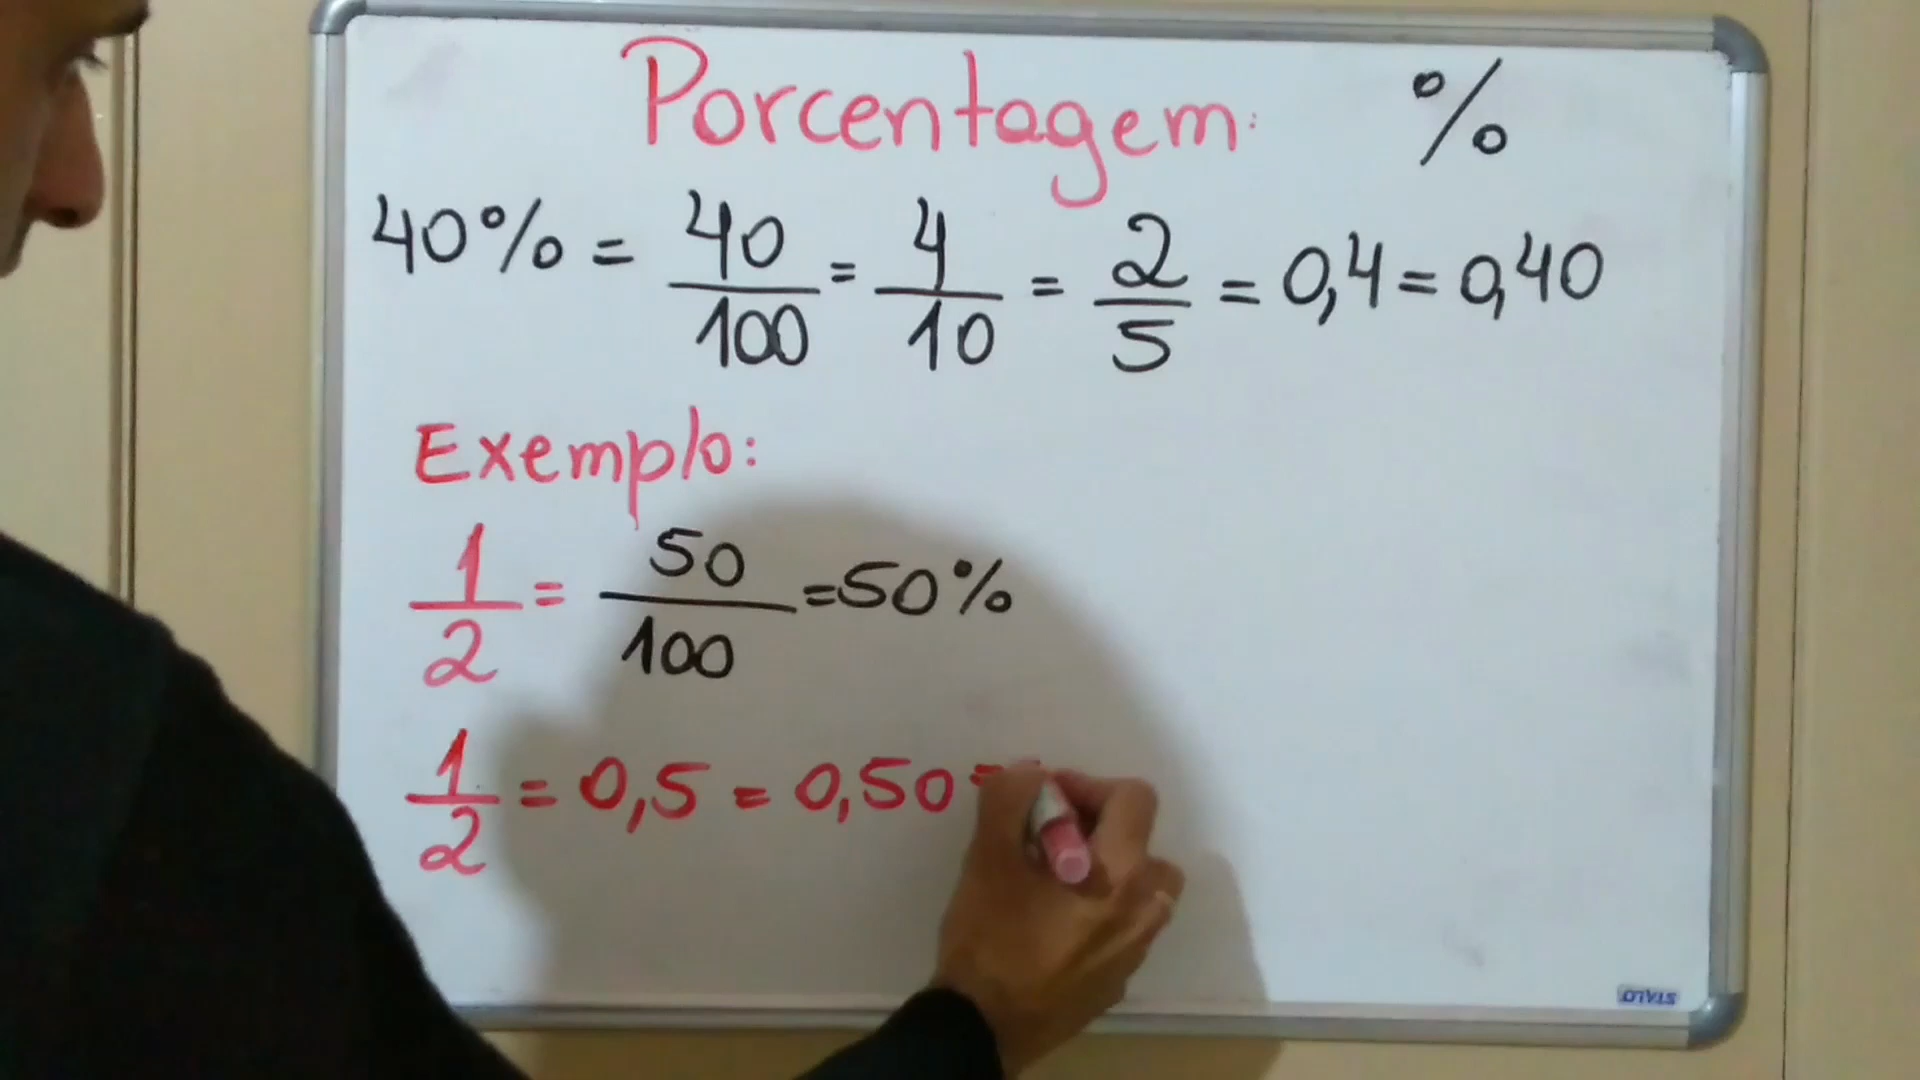 Porcentagem: %
40% = 40/100 = 4/10 = 2/5 = 0,4 = 0,40
Exemplo:
1/2 = 50/100 = 50%
1/2 = 0,5 = 0,50 =
STALO